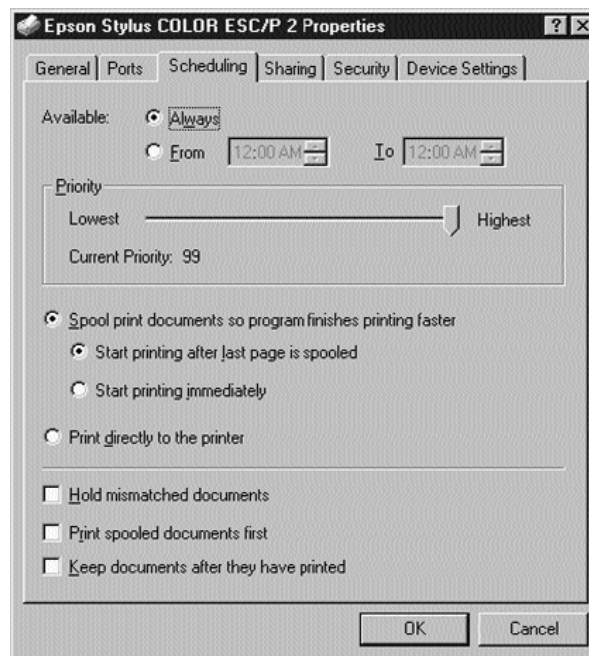 Epson Stylus COLOR ESC/P 2 Properties
General Ports Scheduling Sharing Security Device Settings
Available: Always
From 12:00 AM To 12:00 AM
Priority
Lowest Highest
Current Priority: 99
Spool print documents so program finishes printing faster
Start printing after last page is spooled
Start printing immediately
Print directly to the printer
Hold mismatched documents
Print spooled documents first
Keep documents after they have printed
OK Cancel